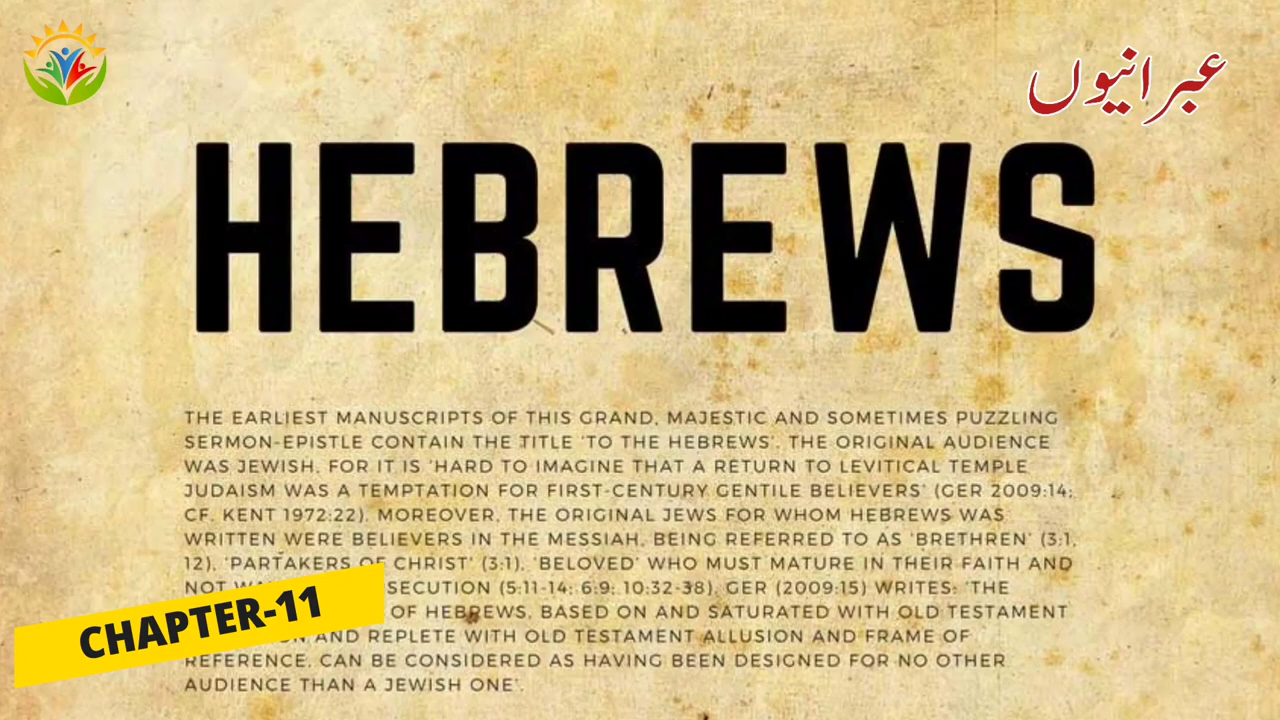 عبرانیوں
HEBREWS
THE EARLIEST MANUSCRIPTS OF THIS GRAND, MAJESTIC AND SOMETIMES PUZZLING
SERMON-EPISTLE CONTAIN THE TITLE 'TO THE HEBREWS'. THE ORIGINAL AUDIENCE
WAS JEWISH, FOR IT IS 'HARD TO IMAGINE THAT A RETURN TO LEVITICAL TEMPLE
JUDAISM WAS A TEMPTATION FOR FIRST-CENTURY GENTILE BELIEVERS' (GER 2009:14;
CF. KENT 1972:22). MOREOVER, THE ORIGINAL JEWS FOR WHOM HEBREWS WAS
WRITTEN WERE BELIEVERS IN THE MESSIAH, BEING REFERRED TO AS 'BRETHREN' (3:1,
12), 'PARTAKERS OF CHRIST' (3:1), 'BELOVED' WHO MUST MATURE IN THEIR FAITH AND
NOT SECUTION (5:11-14; 6:9; 10:32-38). GER (2009:15) WRITES: 'THE
OF HEBREWS, BASED ON AND SATURATED WITH OLD TESTAMENT
AND REPLETE WITH OLD TESTAMENT ALLUSION AND FRAME OF
REFERENCE, CAN BE CONSIDERED AS HAVING BEEN DESIGNED FOR NO OTHER
AUDIENCE THAN A JEWISH ONE'.
CHAPTER-11